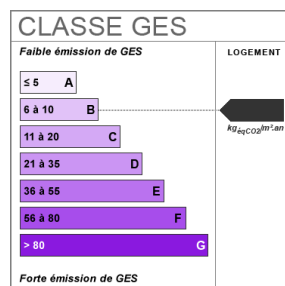 CLASSE GES
Faible émission de GES
LOGEMENT
≤ 5 A
6 à 10 B
kgéqCO2/m².an
11 à 20 C
21 à 35 D
36 à 55 E
56 à 80 F
> 80 G
Forte émission de GES